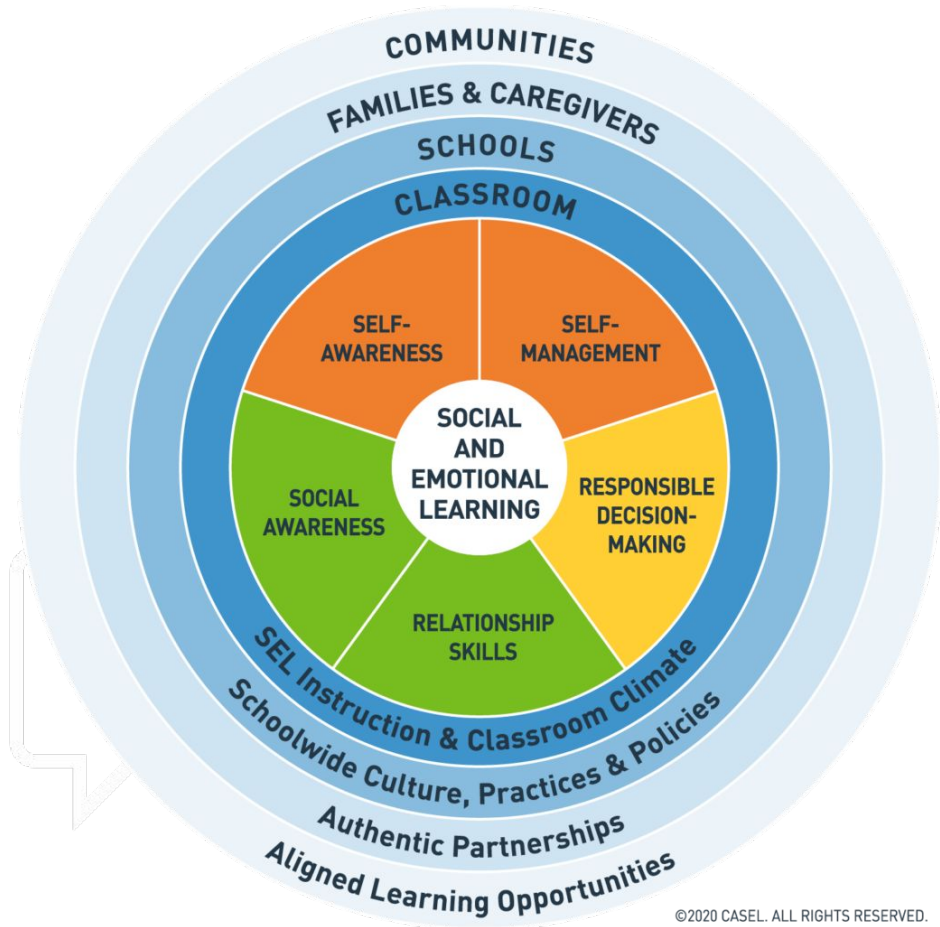 COMMUNITIES
FAMILIES & CAREGIVERS
SCHOOLS
CLASSROOM
SELF-
AWARENESS
SELF-
MANAGEMENT
SOCIAL
AND
EMOTIONAL
LEARNING
SOCIAL
AWARENESS
RESPONSIBLE
DECISION-
MAKING
RELATIONSHIP
SKILLS
SEL Instruction & Classroom Climate
Schoolwide Culture, Practices & Policies
Authentic Partnerships
Aligned Learning Opportunities
©2020 CASEL. ALL RIGHTS RESERVED.